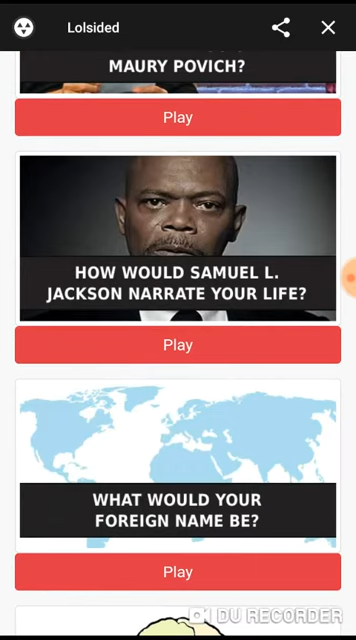 Lolsided
MAURY POVICH?
Play
HOW WOULD SAMUEL L.
JACKSON NARRATE YOUR LIFE?
Play
WHAT WOULD YOUR
FOREIGN NAME BE?
Play
DU RECORDER